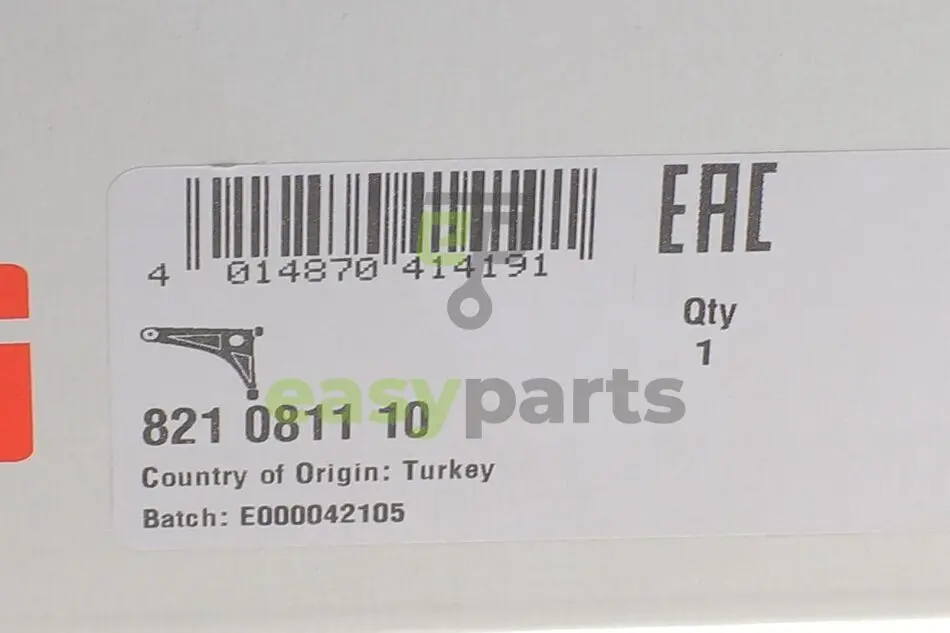 EAC
4 014870 414191
Qty
1
easyparts
821 0811 10
Country of Origin: Turkey
Batch: E000042105